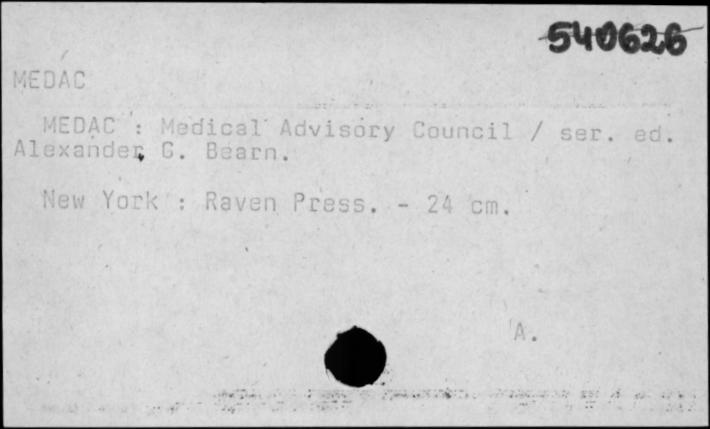 540626
MEDAC
MEDAC : Medical Advisory Council / ser. ed.
Alexander G. Bearn.
New York : Raven Press. - 24 cm.
A.